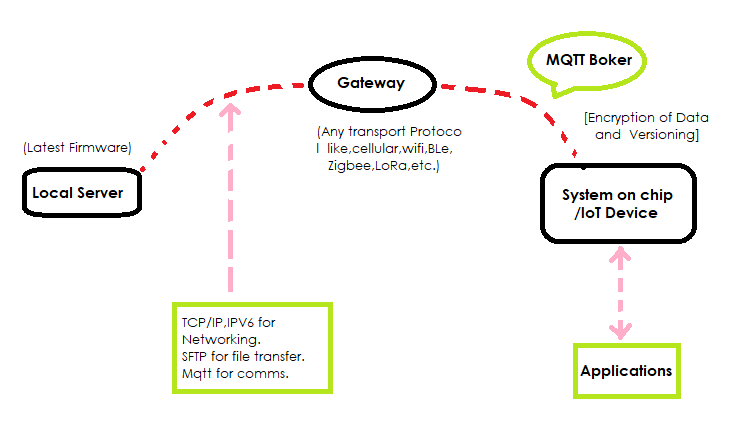 MQTT Boker
Gateway
[Encryption of Data
and Versioning]
(Any transport Protoco
l like,cellular,wifi,BLe,
Zigbee,LoRa,etc.)
(Latest Firmware)
Local Server
System on chip
/IoT Device
TCP/IP,IPV6 for
Networking.
SFTP for file transfer.
Mqtt for comms.
Applications